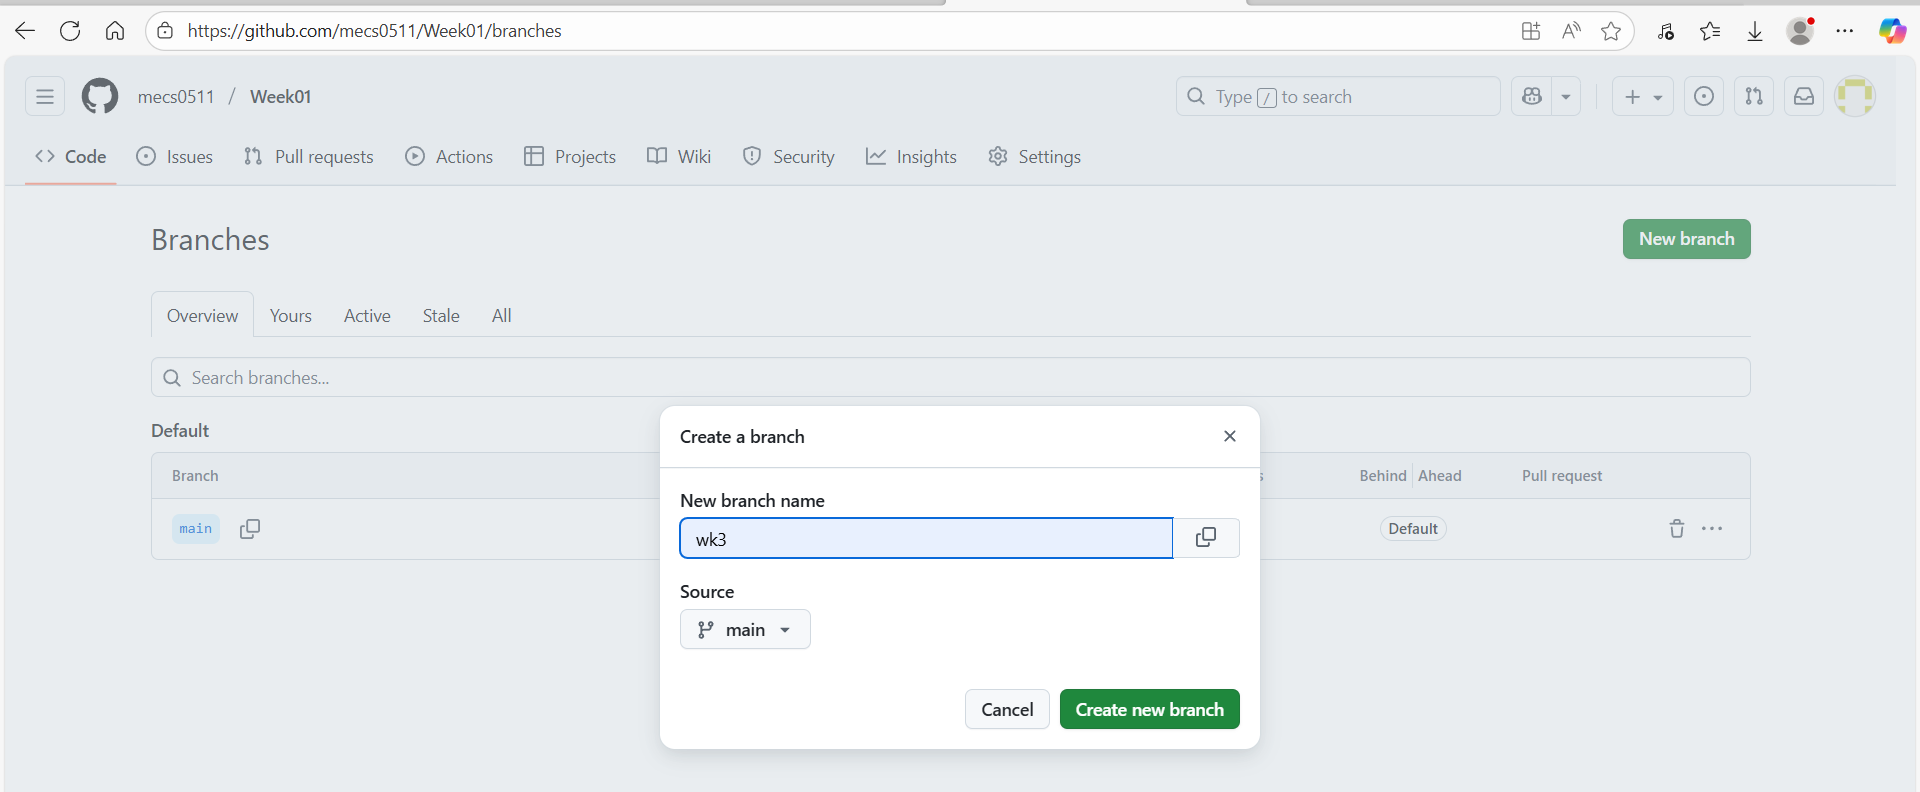 https://github.com/mecs0511/Week01/branches
mecs0511 / Week01
Type / to search
Code Issues Pull requests Actions Projects Wiki Security Insights Settings
Branches
New branch
Overview Yours Active Stale All
Search branches...
Default
Create a branch
Branch
s Behind Ahead Pull request
New branch name
main
Default
wk3
Source
main
Cancel
Create new branch